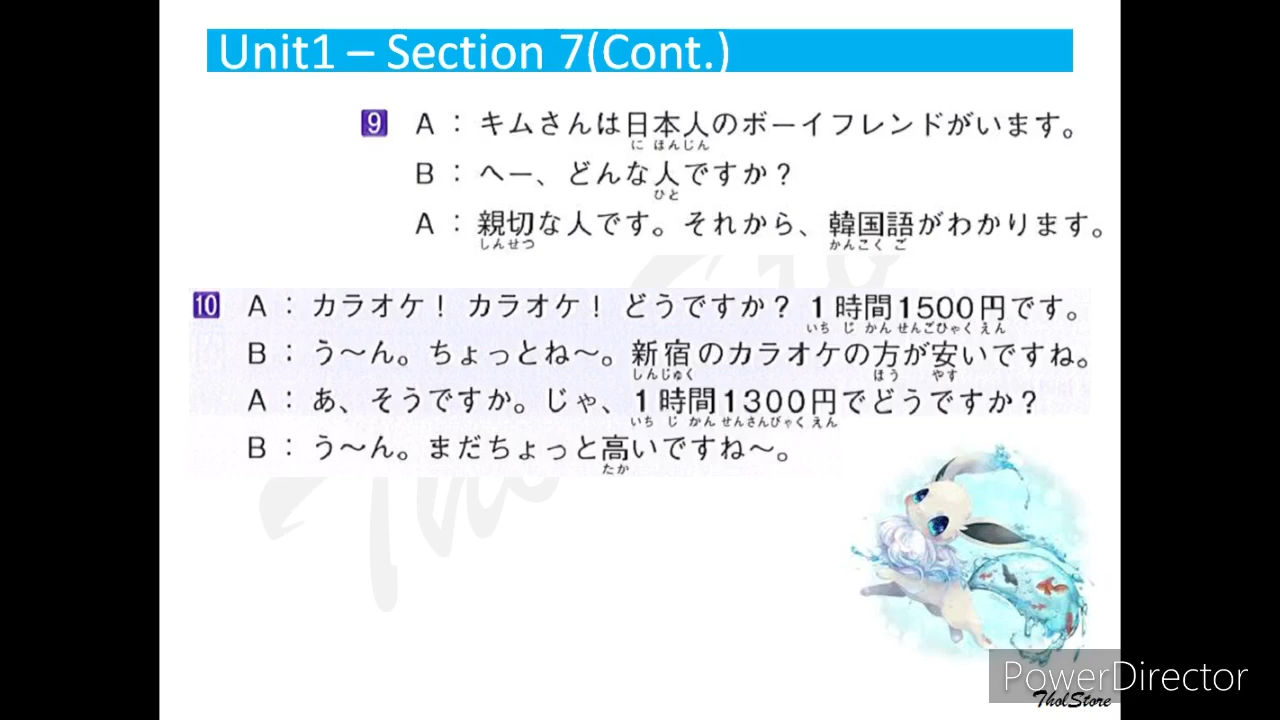 Unit1 – Section 7(Cont.)
9 A：キムさんは日本人のボーイフレンドがいます。
に ほんじん
B：へー、どんな人ですか？
ひと
A：親切な人です。それから、韓国語がわかります。
しんせつ かんこく ご
10 A：カラオケ！ カラオケ！ どうですか？ 1時間1500円です。
いち じ かん せんごひゃく えん
B：う〜ん。ちょっとね〜。新宿のカラオケの方が安いですね。
しんじゅく ほう やす
A：あ、そうですか。じゃ、1時間1300円でどうですか？
いち じ かん せんさんびゃく えん
B：う〜ん。まだちょっと高いですね〜。
たか
PowerDirector
TholStore